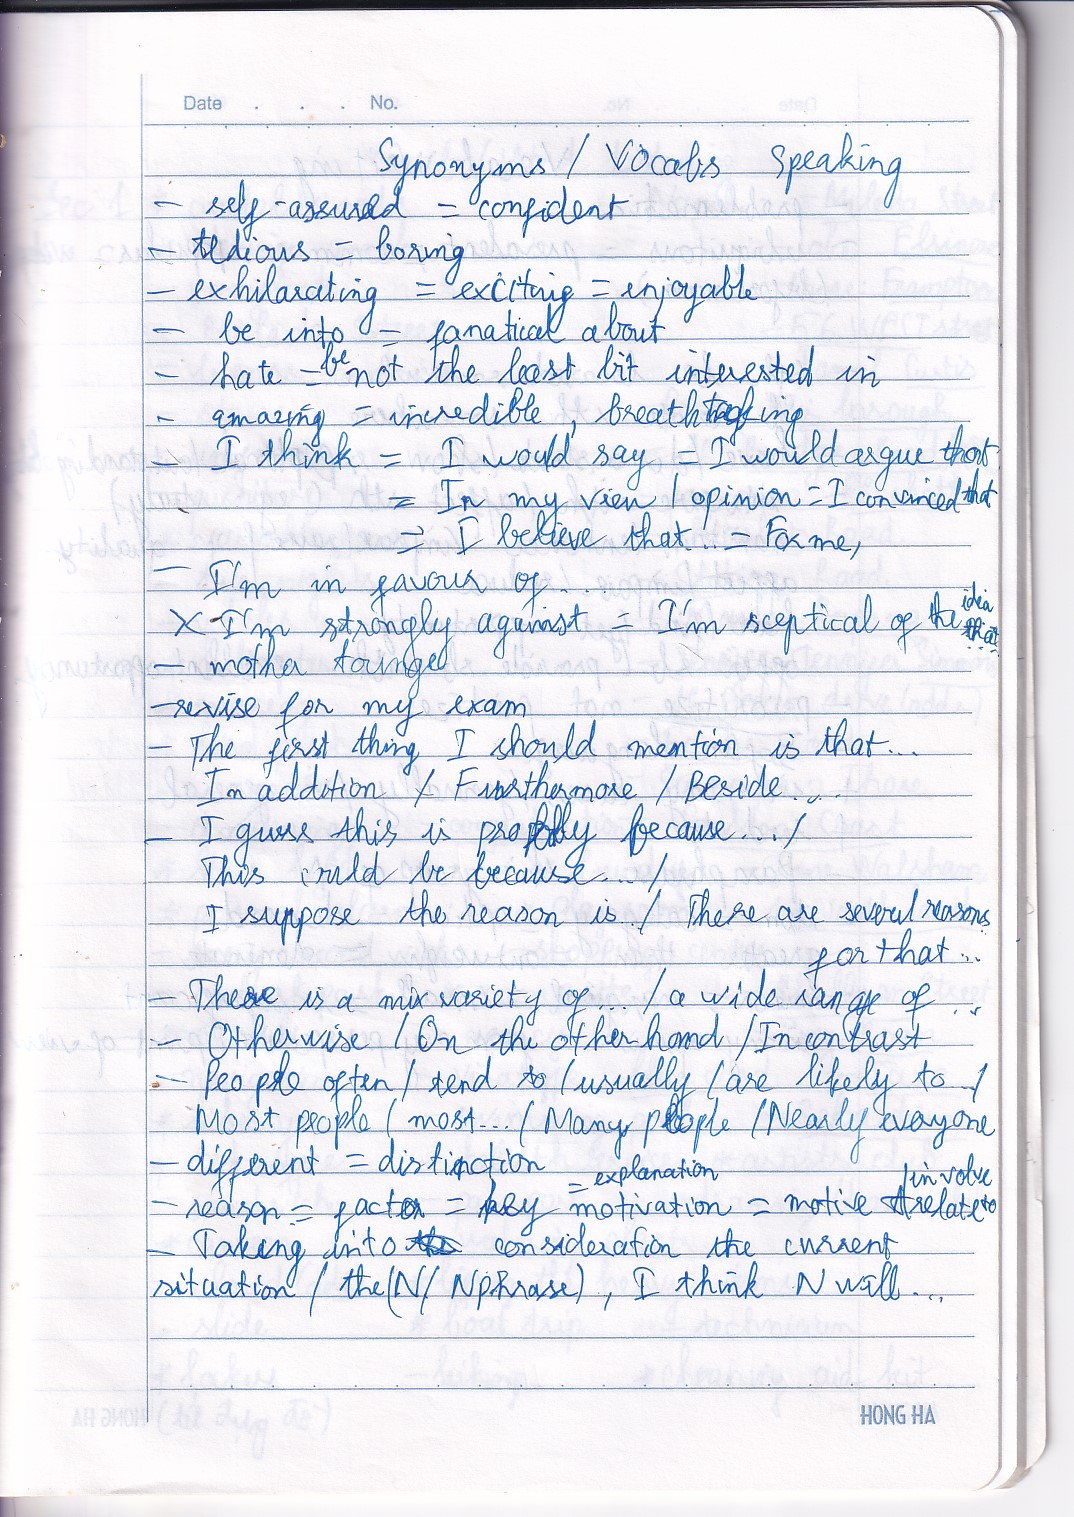 Date . . . No.
Synonyms / Vocabs Speaking
- self-assured = confident
- tedious = boring
- exhilarating = exciting = enjoyable
- be into = fanatical about
- hate = be not the least bit interested in
- amazing = incredible, breathtaking
- I think = I would say = I would argue that
= In my view / opinion = I convinced that
= I believe that... = For me,
- I'm in favour of...
X - I'm strongly against = I'm sceptical of the idea that
- motha tounge
- revise for my exam
- The first thing I should mention is that...
In addition / Furthermore / Beside...
- I guess this is probly because... /
This could be because... /
I suppose the reason is.. / There are several reasons
for that...
- There is a mix variety of... / a wide range of ...
- Otherwise / On the other hand / In contrast
- People often / tend to / usually / are likely to... /
Most people / most... / Many people / Nearly everyone
- different = distinction
= explanation / involve
- reason = factor = key motivation = motive relate to
- Taking into consideration the current
situation / the (N / N phrase), I think N will...
HONG HA